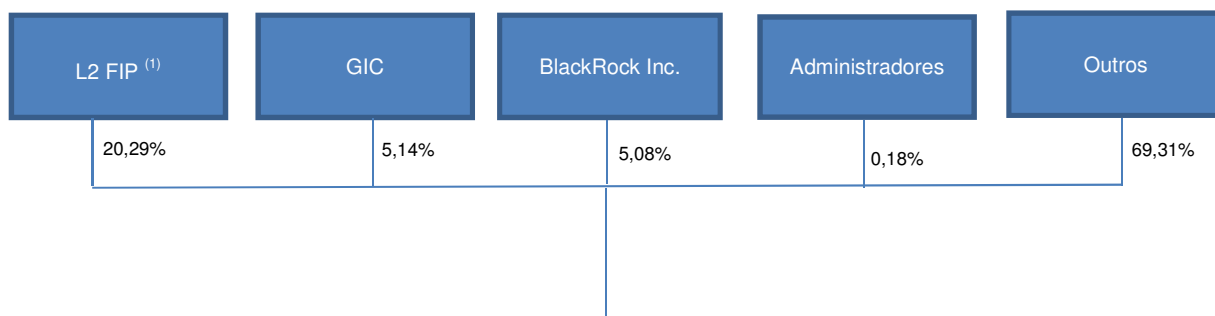 L2 FIP (1)
GIC
BlackRock Inc.
Administradores
Outros
20,29%
5,14%
5,08%
0,18%
69,31%